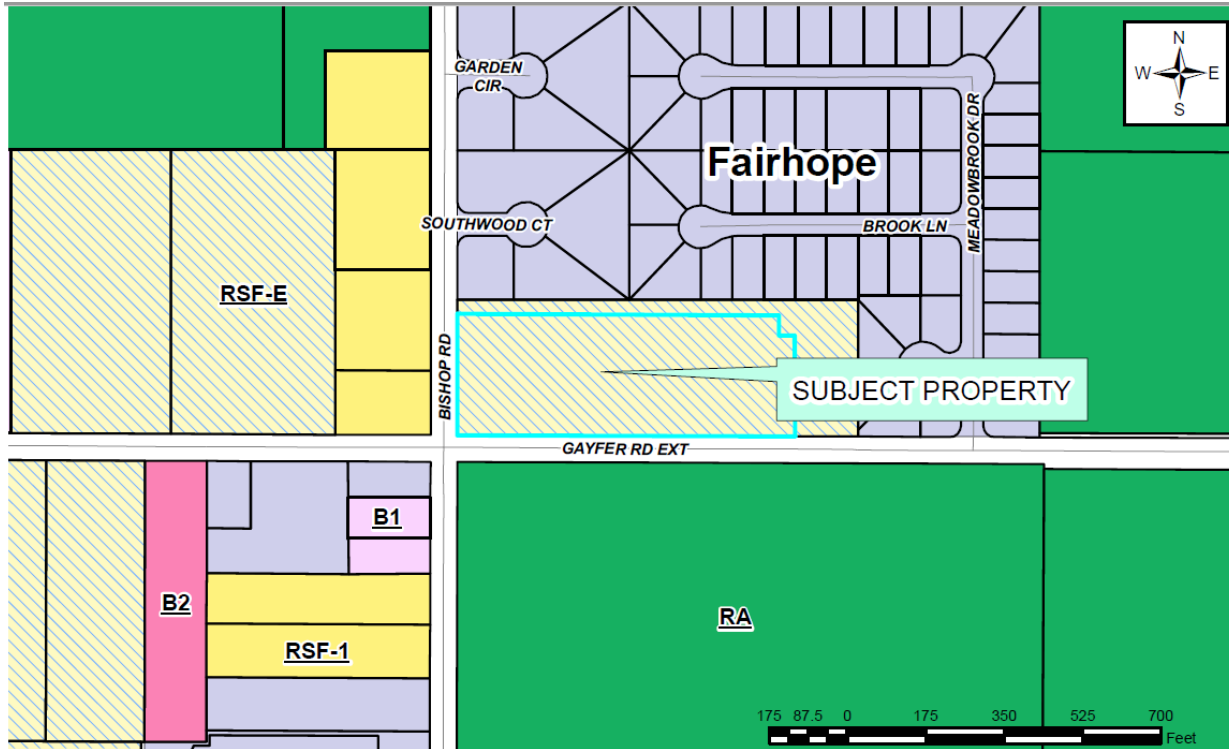 N
W E
S
GARDEN
CIR
Fairhope
MEADOWBROOK DR
SOUTHWOOD CT
BROOK LN
RSF-E
BISHOP RD
SUBJECT PROPERTY
GAYFER RD EXT
B1
B2
RA
RSF-1
175 87.5 0 175 350 525 700
Feet